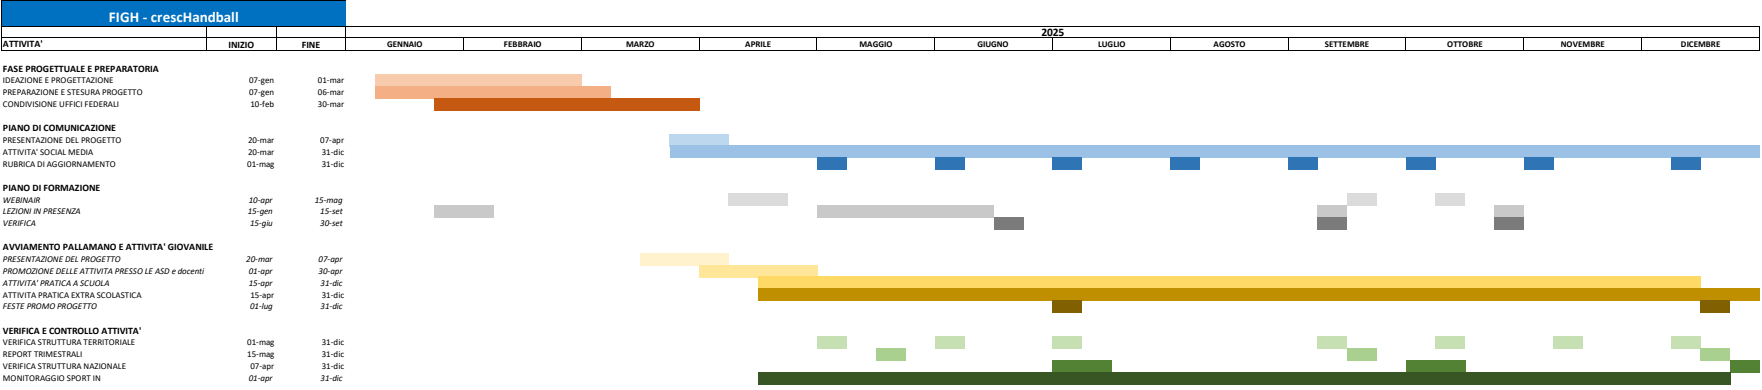 FIGH - crescHandball
2025
ATTIVITA' INIZIO FINE GENNAIO FEBBRAIO MARZO APRILE MAGGIO GIUGNO LUGLIO AGOSTO SETTEMBRE OTTOBRE NOVEMBRE DICEMBRE
FASE PROGETTUALE E PREPARATORIA
IDEAZIONE E PROGETTAZIONE 07-gen 01-mar
PREPARAZIONE E STESURA PROGETTO 07-gen 06-mar
CONDIVISIONE UFFICI FEDERALI 10-feb 30-mar
PIANO DI COMUNICAZIONE
PRESENTAZIONE DEL PROGETTO 20-mar 07-apr
ATTIVITA' SOCIAL MEDIA 20-mar 31-dic
RUBRICA DI AGGIORNAMENTO 01-mag 31-dic
PIANO DI FORMAZIONE
WEBINAIR 10-apr 15-mag
LEZIONI IN PRESENZA 15-gen 15-set
VERIFICA 15-giu 30-set
AVVIAMENTO PALLAMANO E ATTIVITA' GIOVANILE
PRESENTAZIONE DEL PROGETTO 20-mar 07-apr
PROMOZIONE DELLE ATTIVITA PRESSO LE ASD e docenti 01-apr 30-apr
ATTIVITA' PRATICA A SCUOLA 15-apr 31-dic
ATTIVITA PRATICA EXTRA SCOLASTICA 15-apr 31-dic
FESTE PROMO PROGETTO 01-lug 31-dic
VERIFICA E CONTROLLO ATTIVITA'
VERIFICA STRUTTURA TERRITORIALE 01-mag 31-dic
REPORT TRIMESTRALI 15-mag 31-dic
VERIFICA STRUTTURA NAZIONALE 07-apr 31-dic
MONITORAGGIO SPORT IN 01-apr 31-dic